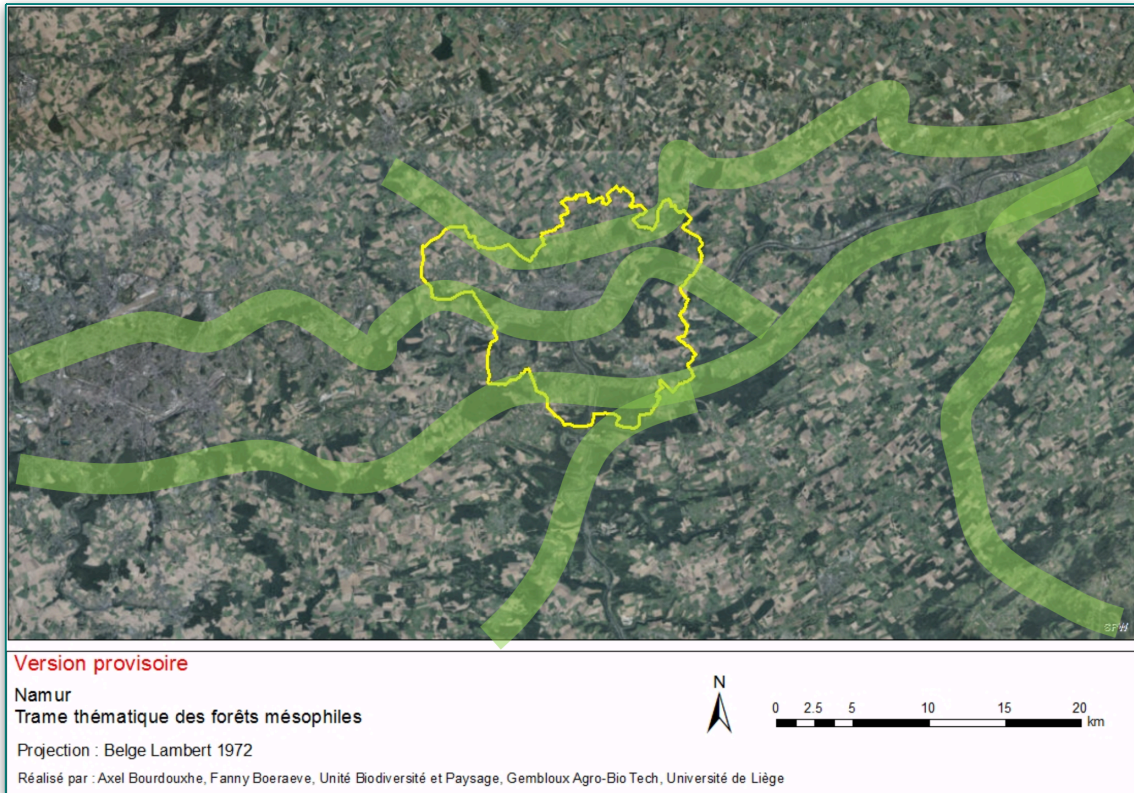 SPW
Version provisoire
Namur
Trame thématique des forêts mésophiles
Projection : Belge Lambert 1972
Réalisé par : Axel Bourdouxhe, Fanny Boeraeve, Unité Biodiversité et Paysage, Gembloux Agro-Bio Tech, Université de Liège
N
0 2.5 5 10 15 20
km